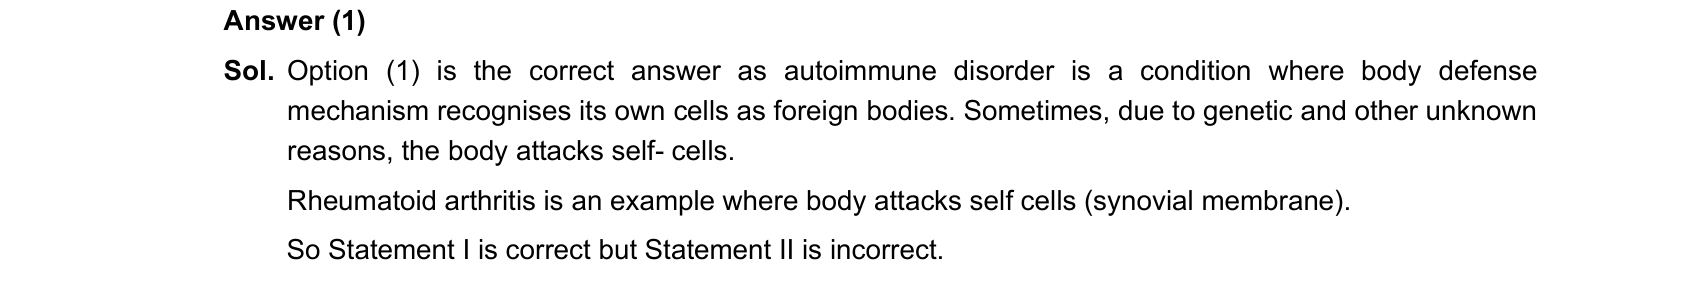 Answer (1)
Sol. Option (1) is the correct answer as autoimmune disorder is a condition where body defense
mechanism recognises its own cells as foreign bodies. Sometimes, due to genetic and other unknown
reasons, the body attacks self- cells.
Rheumatoid arthritis is an example where body attacks self cells (synovial membrane).
So Statement I is correct but Statement II is incorrect.